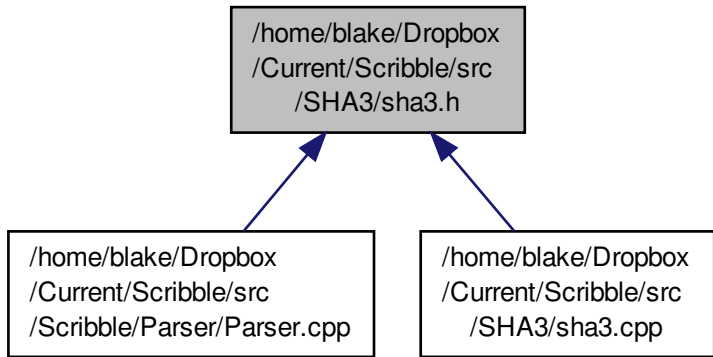 /home/blake/Dropbox
/Current/Scribble/src
/SHA3/sha3.h
/home/blake/Dropbox
/Current/Scribble/src
/Scribble/Parser/Parser.cpp
/home/blake/Dropbox
/Current/Scribble/src
/SHA3/sha3.cpp